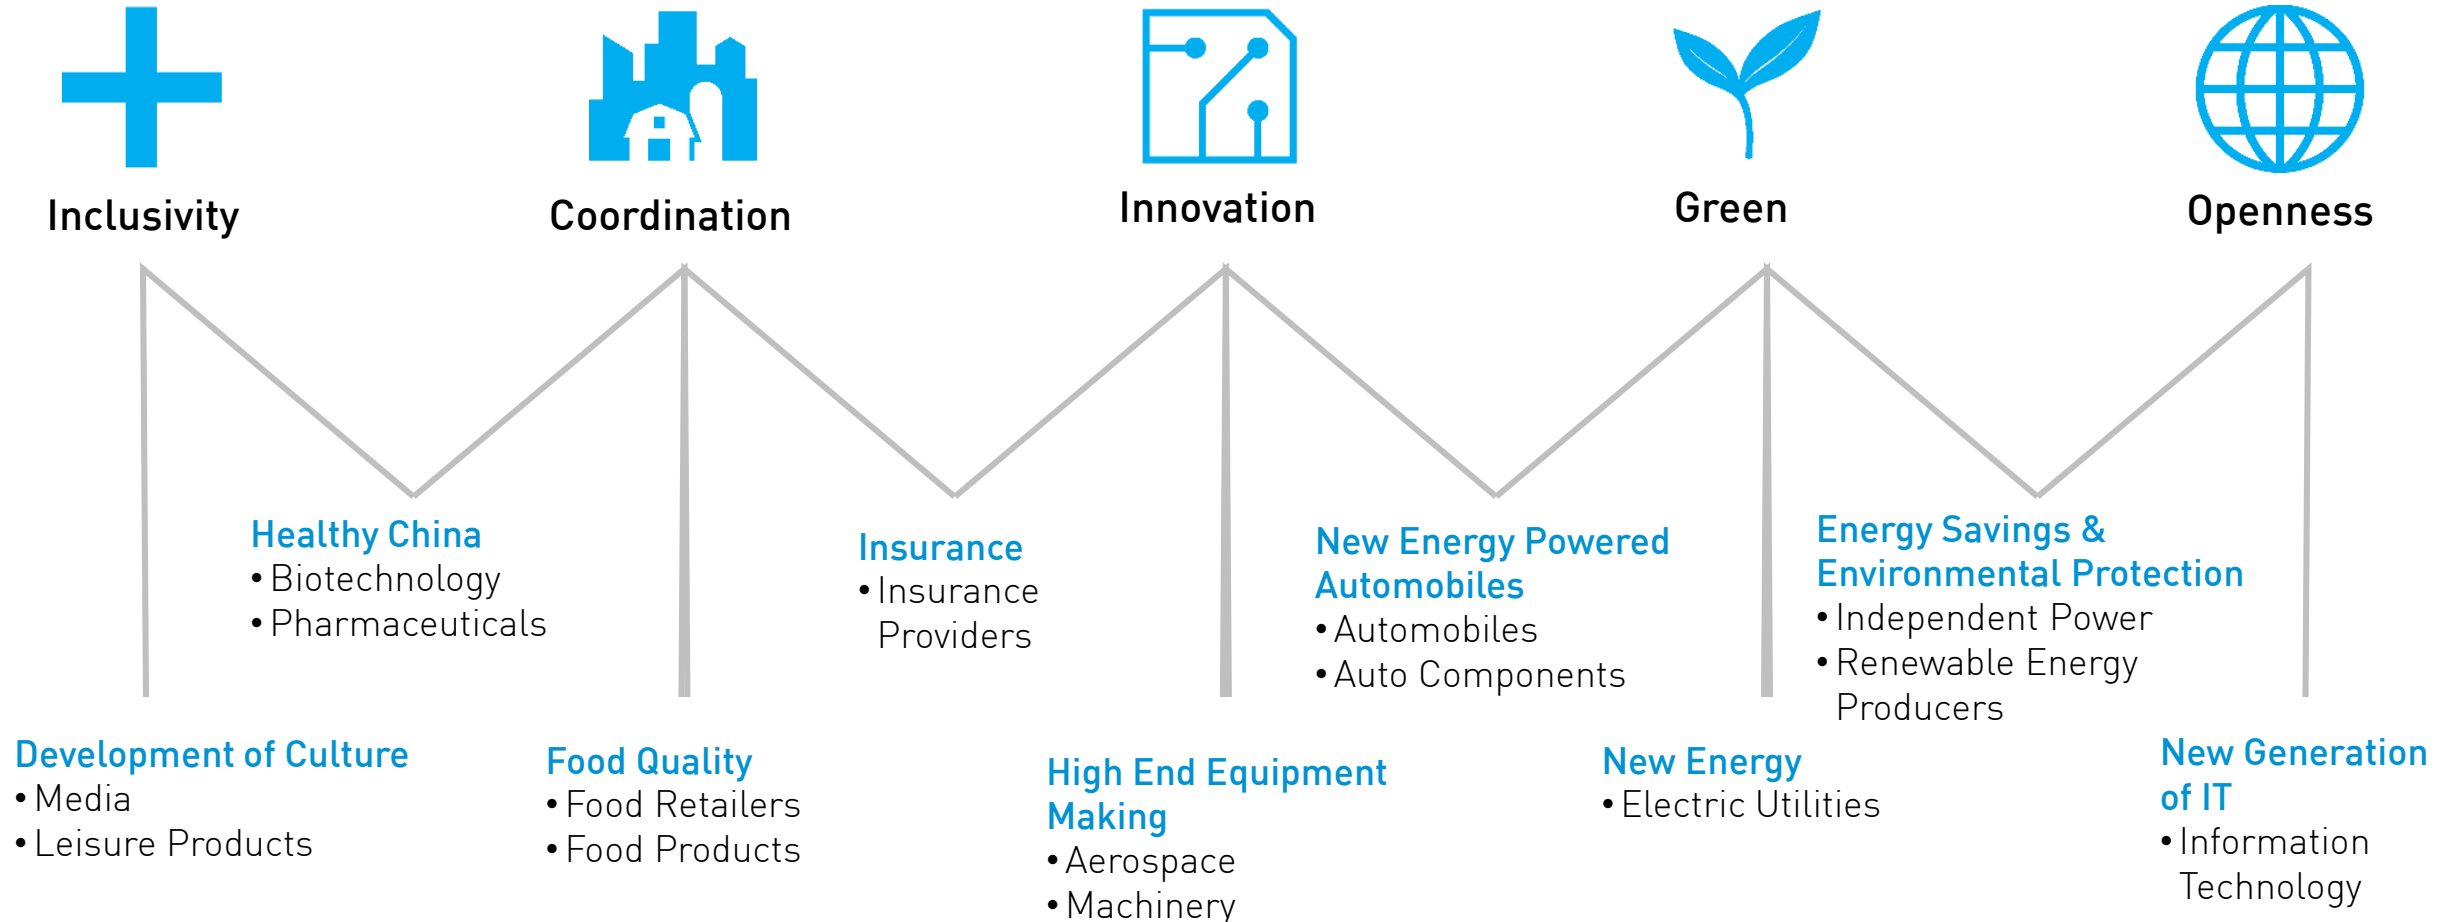 Inclusivity
Coordination
Innovation
Green
Openness
Healthy China
• Biotechnology
• Pharmaceuticals
Insurance
• Insurance
Providers
New Energy Powered
Automobiles
• Automobiles
• Auto Components
Energy Savings &
Environmental Protection
• Independent Power
• Renewable Energy
Producers
Development of Culture
• Media
• Leisure Products
Food Quality
• Food Retailers
• Food Products
High End Equipment
Making
• Aerospace
• Machinery
New Energy
• Electric Utilities
New Generation
of IT
• Information
Technology